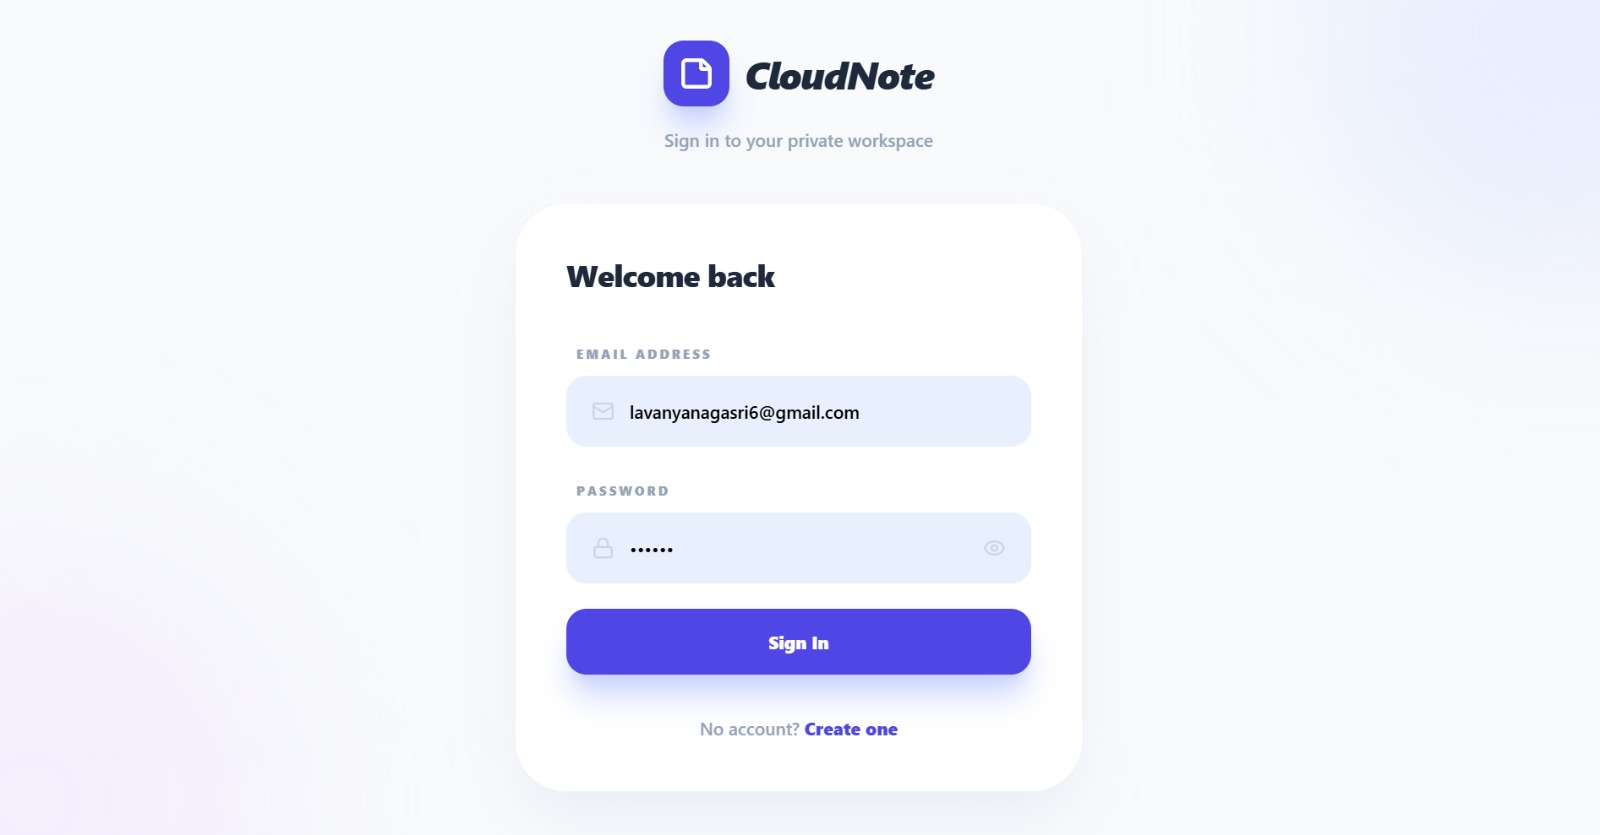 CloudNote
Sign in to your private workspace
Welcome back
EMAIL ADDRESS
lavanyanagasri6@gmail.com
PASSWORD
••••••
Sign In
No account? Create one